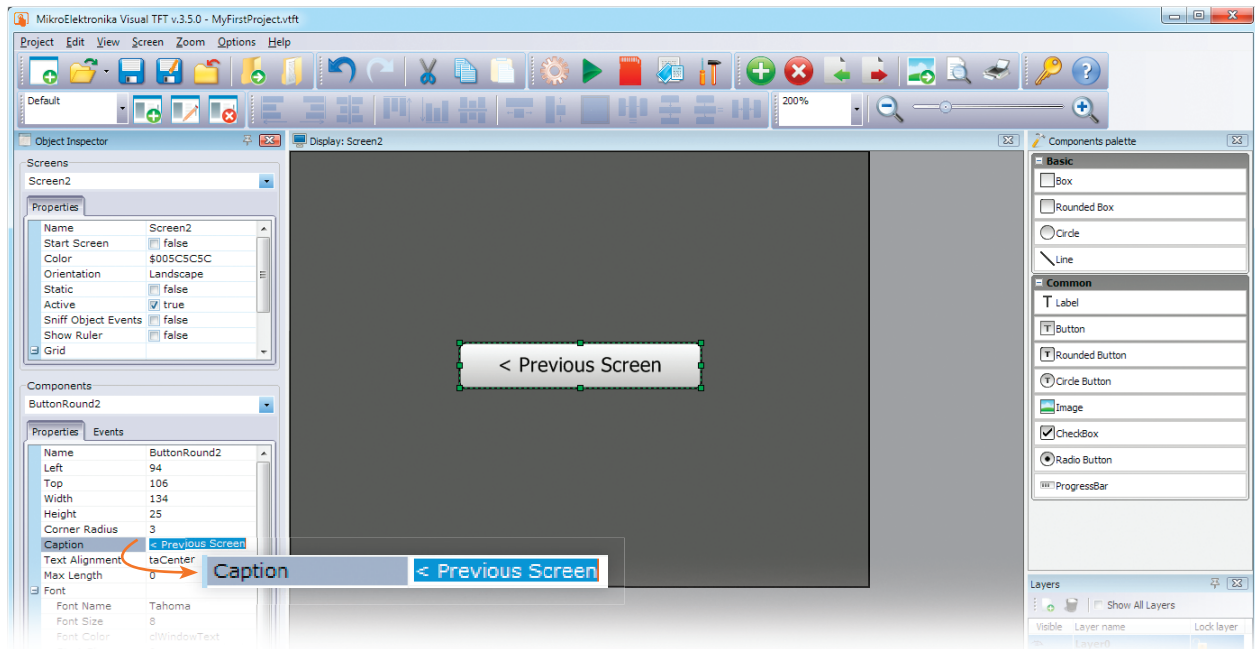 MikroElektronika Visual TFT v.3.5.0 - MyFirstProject.vtft
Project Edit View Screen Zoom Options Help
Default
200%
Object Inspector
Screens
Screen2
Properties
Name Screen2
Start Screen false
Color $005C5C5C
Orientation Landscape
Static false
Active true
Sniff Object Events false
Show Ruler false
Grid
Components
ButtonRound2
Properties Events
Name ButtonRound2
Left 94
Top 106
Width 134
Height 25
Corner Radius 3
Caption < Previous Screen
Text Alignment taCenter
Max Length 0
Font
Font Name Tahoma
Font Size 8
Font Color clWindowText
Caption < Previous Screen
Display: Screen2
< Previous Screen
Components palette
Basic
Box
Rounded Box
Circle
Line
Common
T Label
T Button
T Rounded Button
T Circle Button
Image
CheckBox
Radio Button
ProgressBar
Layers
Show All Layers
Visible Layer name Lock layer
Layer0